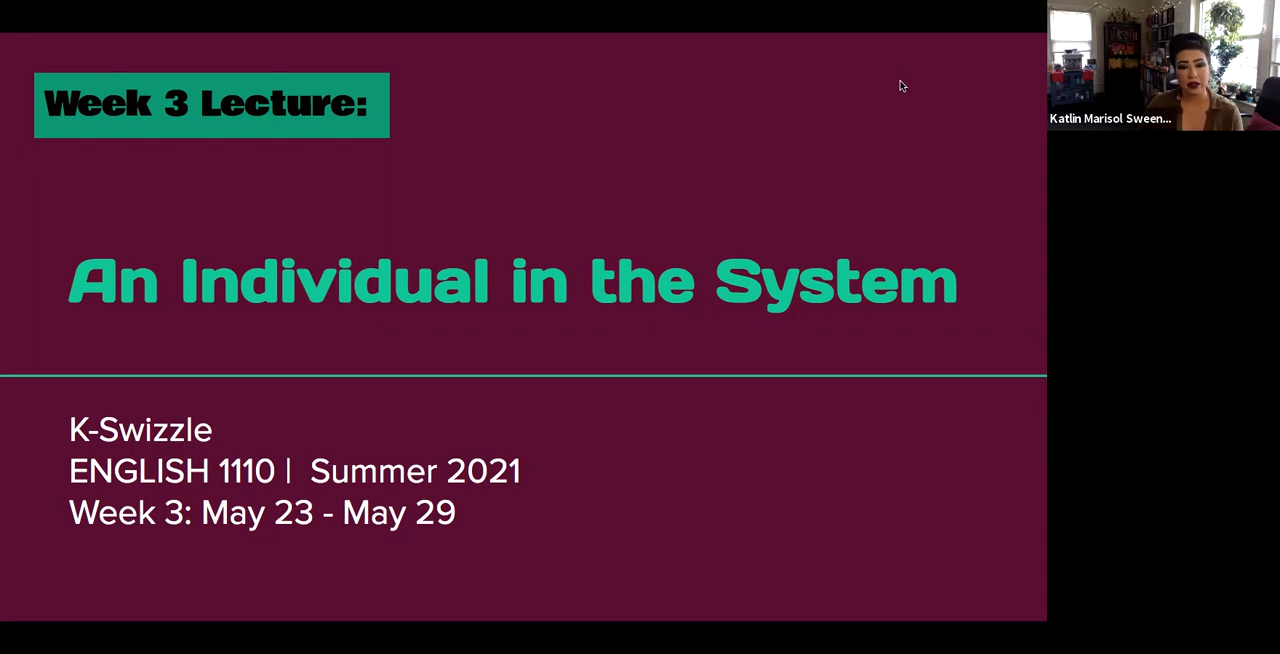 Week 3 Lecture:
An Individual in the System
K-Swizzle
ENGLISH 1110 | Summer 2021
Week 3: May 23 - May 29
Katlin Marisol Sween...